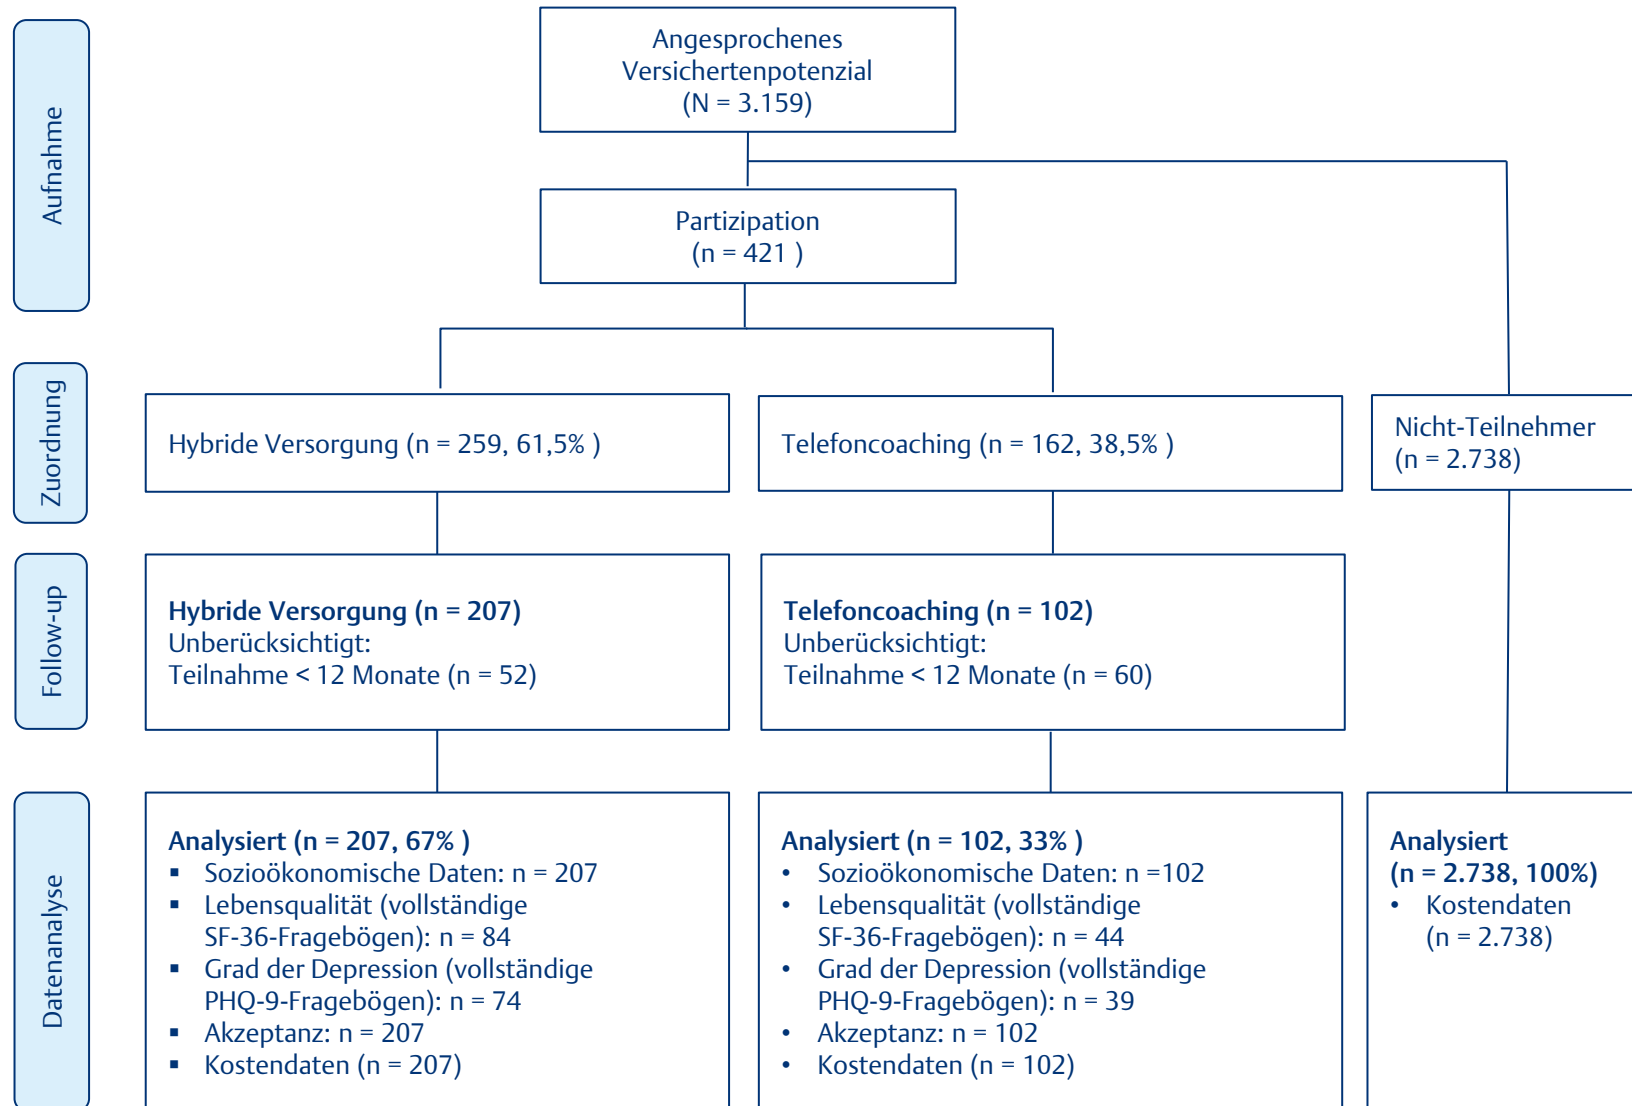 Aufnahme
Angesprochenes
Versichertenpotenzial
(N = 3.159)
Partizipation
(n = 421 )
Zuordnung
Hybride Versorgung (n = 259, 61,5% )
Telefoncoaching (n = 162, 38,5% )
Nicht-Teilnehmer
(n = 2.738)
Follow-up
Hybride Versorgung (n = 207)
Unberücksichtigt:
Teilnahme < 12 Monate (n = 52)
Telefoncoaching (n = 102)
Unberücksichtigt:
Teilnahme < 12 Monate (n = 60)
Datenanalyse
Analysiert (n = 207, 67% )
▪ Sozioökonomische Daten: n = 207
▪ Lebensqualität (vollständige
SF-36-Fragebögen): n = 84
▪ Grad der Depression (vollständige
PHQ-9-Fragebögen): n = 74
▪ Akzeptanz: n = 207
▪ Kostendaten (n = 207)
Analysiert (n = 102, 33% )
• Sozioökonomische Daten: n =102
• Lebensqualität (vollständige
SF-36-Fragebögen): n = 44
• Grad der Depression (vollständige
PHQ-9-Fragebögen): n = 39
• Akzeptanz: n = 102
• Kostendaten (n = 102)
Analysiert
(n = 2.738, 100%)
• Kostendaten
(n = 2.738)